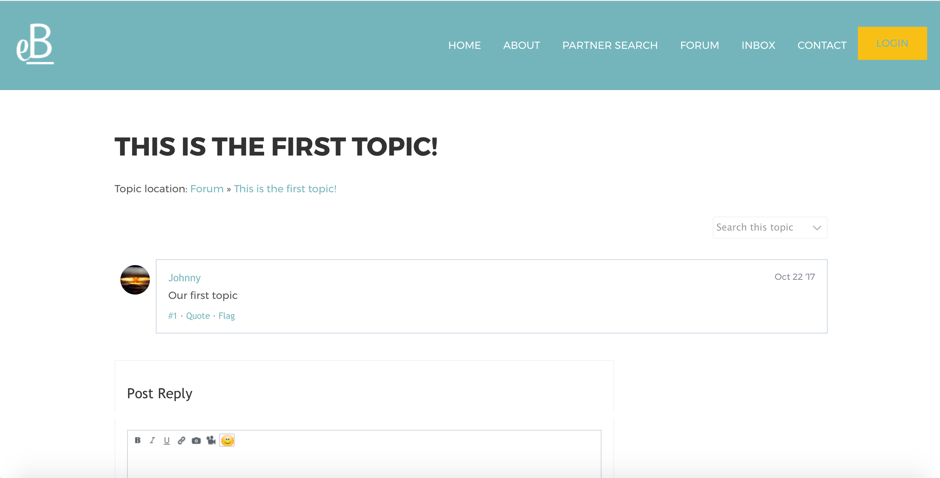 eB
HOME ABOUT PARTNER SEARCH FORUM INBOX CONTACT LOGIN
THIS IS THE FIRST TOPIC!
Topic location: Forum » This is the first topic!
Search this topic
Johnny Oct 22 '17
Our first topic
#1 - Quote - Flag
Post Reply
B I U